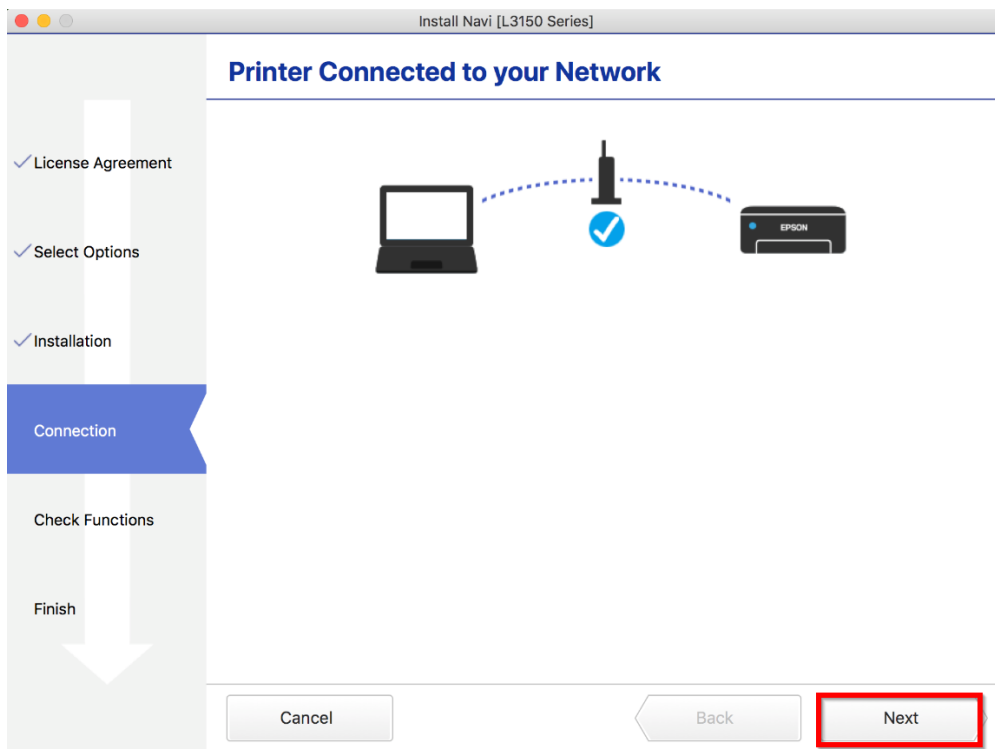 Install Navi [L3150 Series]
Printer Connected to your Network
License Agreement
Select Options
Installation
Connection
Check Functions
Finish
EPSON
Cancel
Back
Next